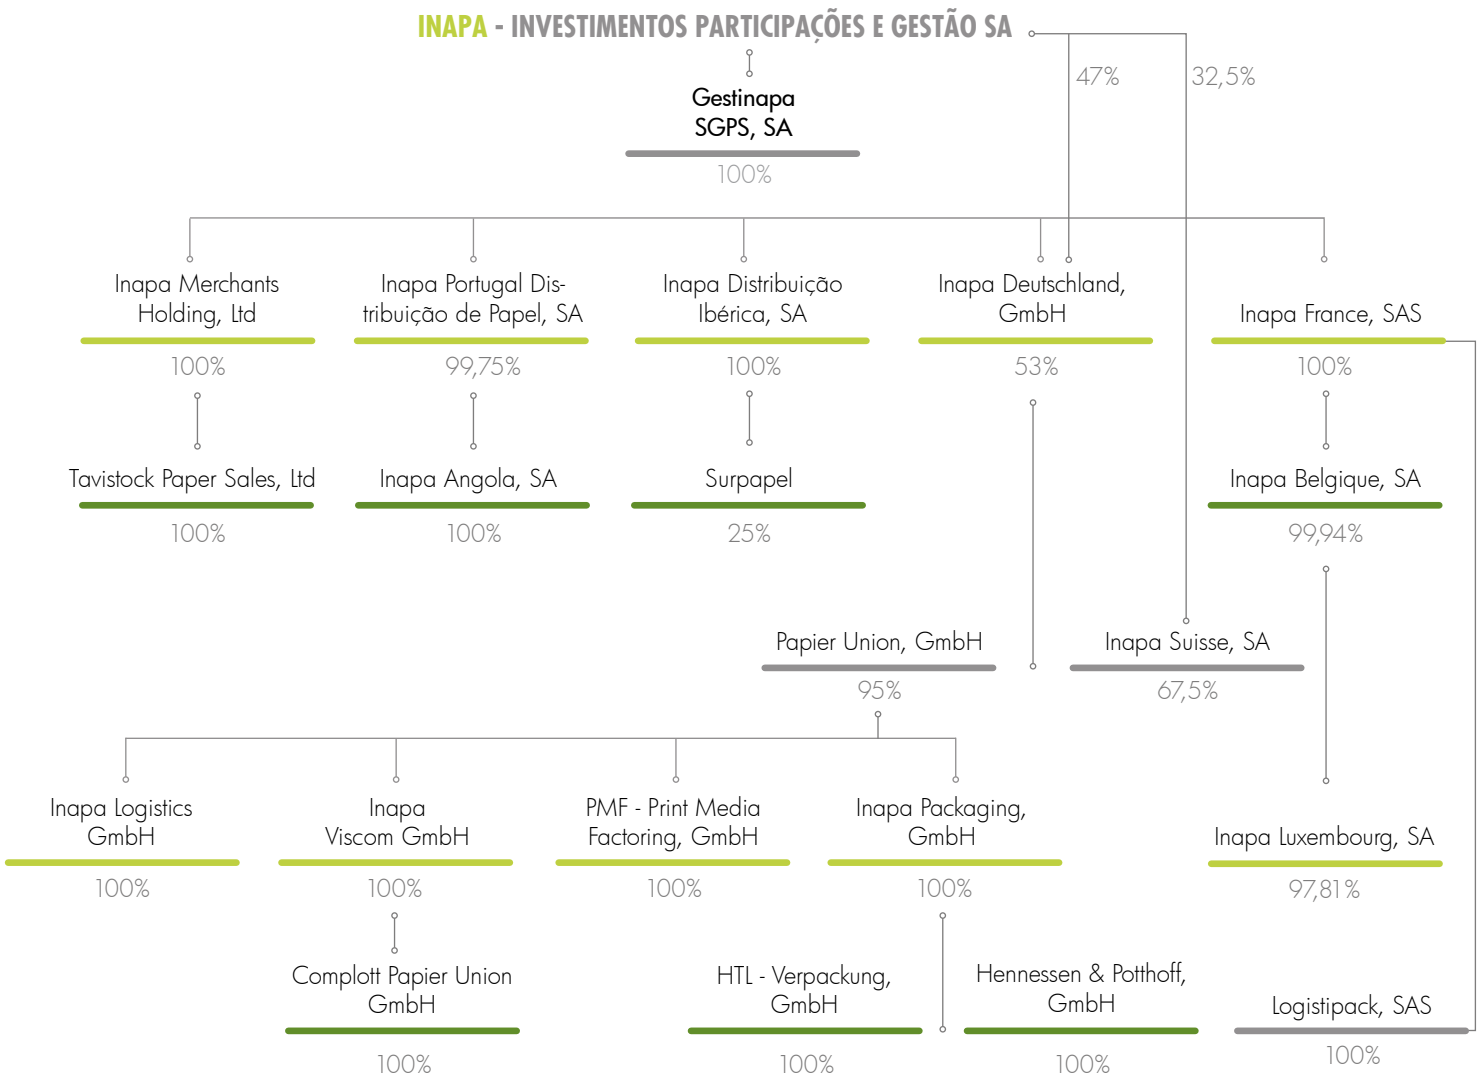 INAPA - INVESTIMENTOS PARTICIPAÇÕES E GESTÃO SA
47%
32,5%
Gestinapa
SGPS, SA
100%
Inapa Merchants
Holding, Ltd
100%
Inapa Portugal Dis-
tribuição de Papel, SA
99,75%
Inapa Distribuição
Ibérica, SA
100%
Inapa Deutschland,
GmbH
53%
Inapa France, SAS
100%
Tavistock Paper Sales, Ltd
100%
Inapa Angola, SA
100%
Surpapel
25%
Inapa Belgique, SA
99,94%
Papier Union, GmbH
95%
Inapa Suisse, SA
67,5%
Inapa Logistics
GmbH
100%
Inapa
Viscom GmbH
100%
PMF - Print Media
Factoring, GmbH
100%
Inapa Packaging,
GmbH
100%
Inapa Luxembourg, SA
97,81%
Complott Papier Union
GmbH
100%
HTL - Verpackung,
GmbH
100%
Hennessen & Potthoff,
GmbH
100%
Logistipack, SAS
100%